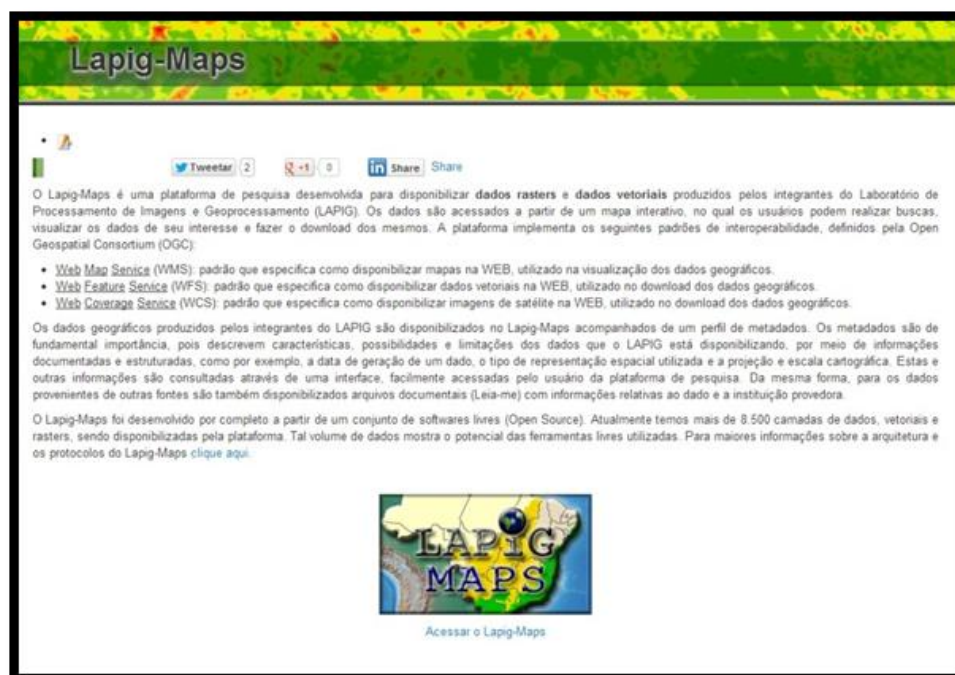 Lapig-Maps
Tweetar 2 +1 0 in Share Share
O Lapig-Maps é uma plataforma de pesquisa desenvolvida para disponibilizar dados rasters e dados vetoriais produzidos pelos integrantes do Laboratório de
Processamento de Imagens e Geoprocessamento (LAPIG). Os dados são acessados a partir de um mapa interativo, no qual os usuários podem realizar buscas,
visualizar os dados de seu interesse e fazer o download dos mesmos. A plataforma implementa os seguintes padrões de interoperabilidade, definidos pela Open
Geospatial Consortium (OGC):
• Web Map Service (WMS): padrão que especifica como disponibilizar mapas na WEB, utilizado na visualização dos dados geográficos.
• Web Feature Service (WFS): padrão que especifica como disponibilizar dados vetoriais na WEB, utilizado no download dos dados geográficos.
• Web Coverage Service (WCS): padrão que especifica como disponibilizar imagens de satélite na WEB, utilizado no download dos dados geográficos.
Os dados geográficos produzidos pelos integrantes do LAPIG são disponibilizados no Lapig-Maps acompanhados de um perfil de metadados. Os metadados são de
fundamental importância, pois descrevem características, possibilidades e limitações dos dados que o LAPIG está disponibilizando, por meio de informações
documentadas e estruturadas, como por exemplo, a data de geração de um dado, o tipo de representação espacial utilizada e a projeção e escala cartográfica. Estas e
outras informações são consultadas através de uma interface, facilmente acessadas pelo usuário da plataforma de pesquisa. Da mesma forma, para os dados
provenientes de outras fontes são também disponibilizados arquivos documentais (Leia-me) com informações relativas ao dado e a instituição provedora.
O Lapig-Maps foi desenvolvido por completo a partir de um conjunto de softwares livres (Open Source). Atualmente temos mais de 8.500 camadas de dados, vetoriais e
rasters, sendo disponibilizadas pela plataforma. Tal volume de dados mostra o potencial das ferramentas livres utilizadas. Para maiores informações sobre a arquitetura e
os protocolos do Lapig-Maps clique aqui.
LAPiG
MAPS
Acessar o Lapig-Maps